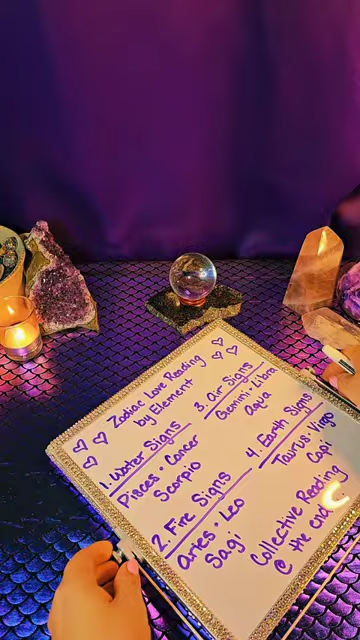 Zodiac Love Reading
by Element
1. Water Signs
Pisces • Cancer
Scorpio
2. Fire Signs
Aries • Leo
Sagi
3. Air Signs
Gemini • Libra
Aqua
4. Earth Signs
Taurus • Virgo
Capi
Collective Reading
@ the end